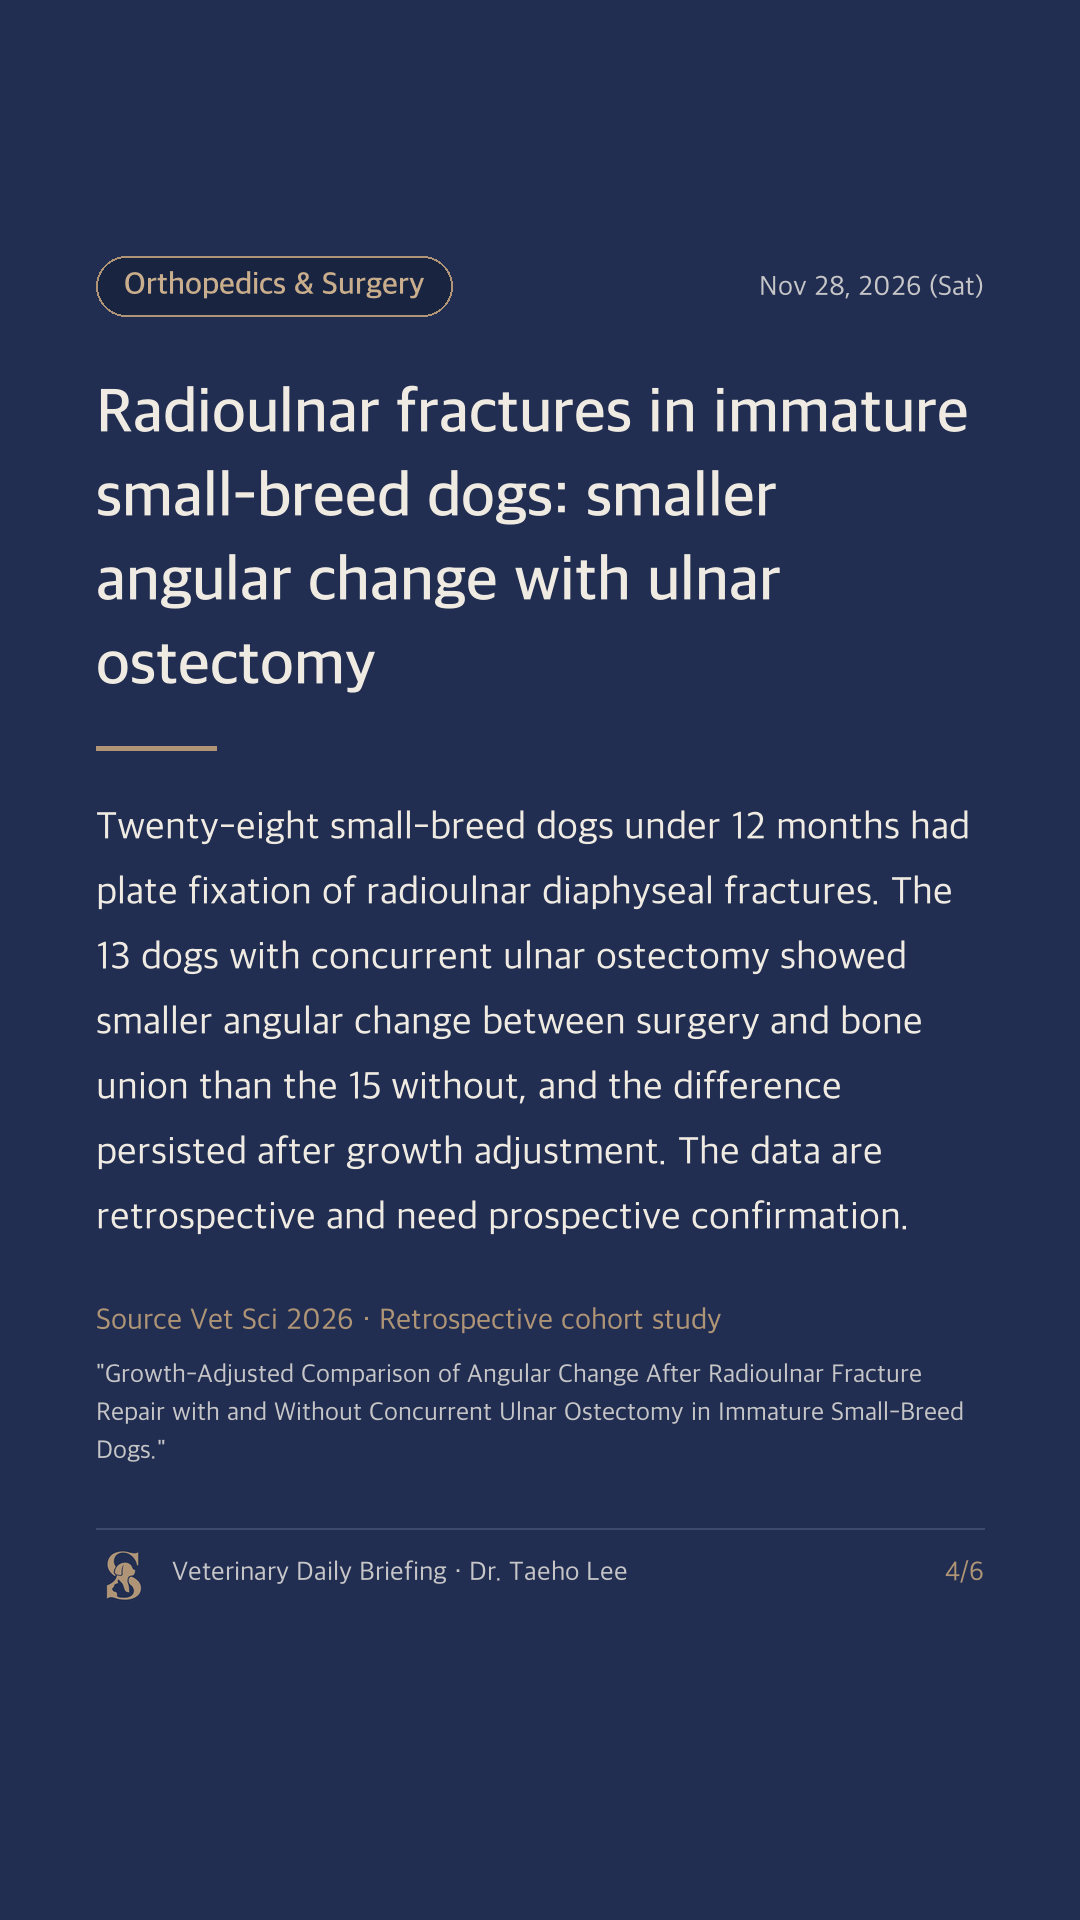 Orthopedics & Surgery
Nov 28, 2026 (Sat)
Radioulnar fractures in immature
small-breed dogs: smaller
angular change with ulnar
ostectomy
Twenty-eight small-breed dogs under 12 months had
plate fixation of radioulnar diaphyseal fractures. The
13 dogs with concurrent ulnar ostectomy showed
smaller angular change between surgery and bone
union than the 15 without, and the difference
persisted after growth adjustment. The data are
retrospective and need prospective confirmation.
Source Vet Sci 2026 · Retrospective cohort study
"Growth-Adjusted Comparison of Angular Change After Radioulnar Fracture
Repair with and Without Concurrent Ulnar Ostectomy in Immature Small-Breed
Dogs."
Veterinary Daily Briefing · Dr. Taeho Lee
4/6